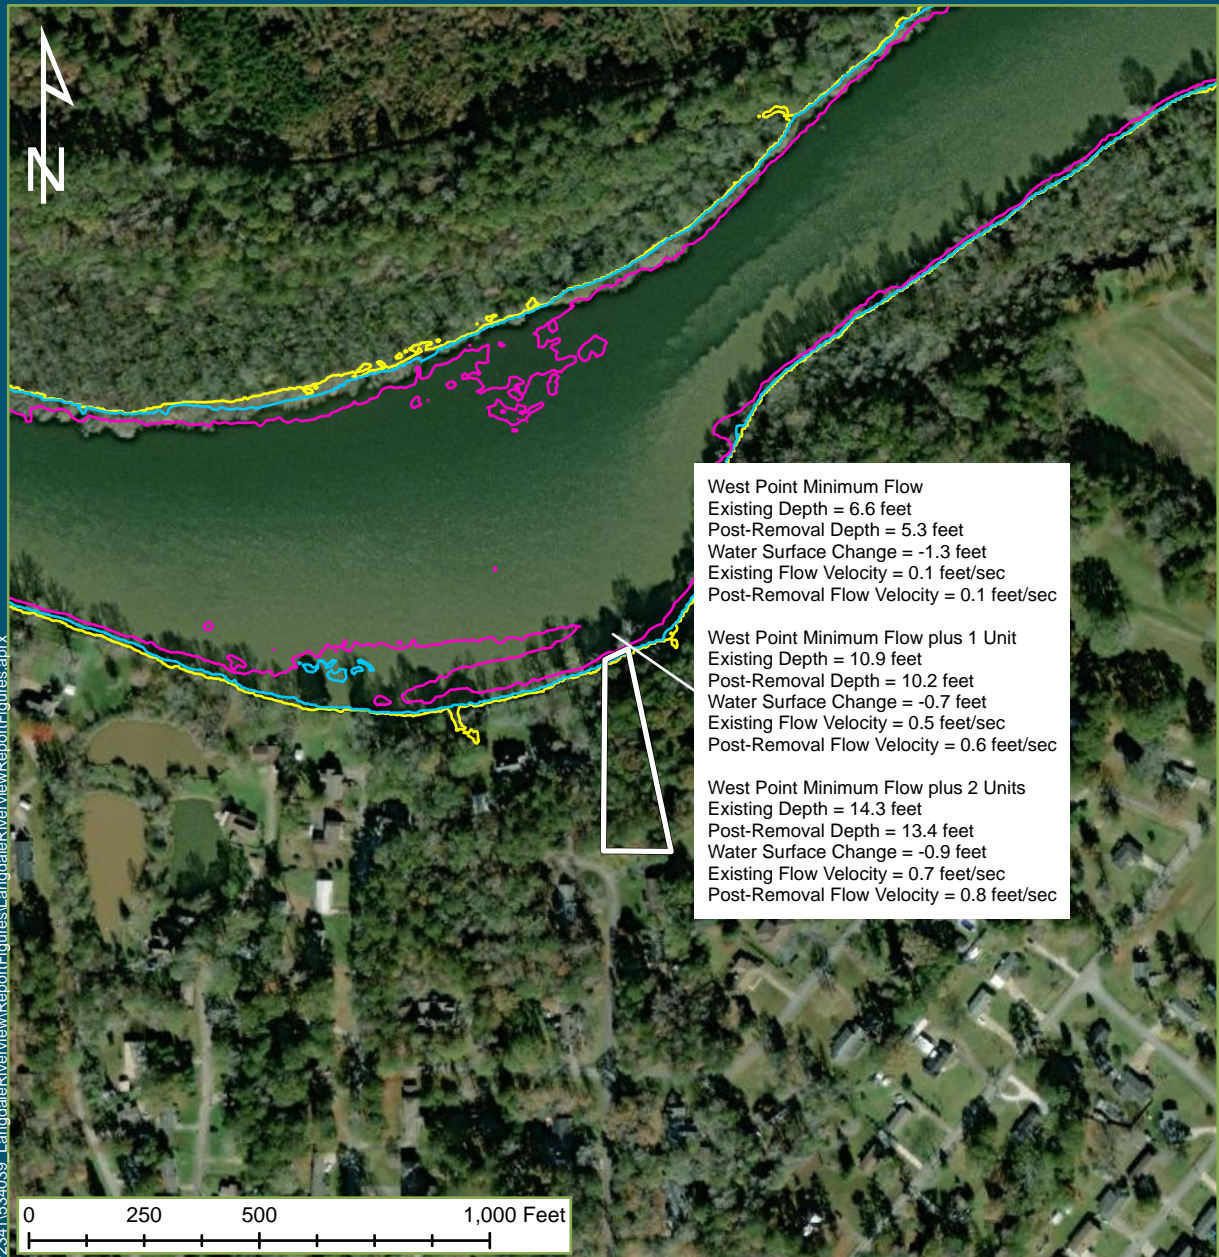 N
West Point Minimum Flow
Existing Depth = 6.6 feet
Post-Removal Depth = 5.3 feet
Water Surface Change = -1.3 feet
Existing Flow Velocity = 0.1 feet/sec
Post-Removal Flow Velocity = 0.1 feet/sec
West Point Minimum Flow plus 1 Unit
Existing Depth = 10.9 feet
Post-Removal Depth = 10.2 feet
Water Surface Change = -0.7 feet
Existing Flow Velocity = 0.5 feet/sec
Post-Removal Flow Velocity = 0.6 feet/sec
West Point Minimum Flow plus 2 Units
Existing Depth = 14.3 feet
Post-Removal Depth = 13.4 feet
Water Surface Change = -0.9 feet
Existing Flow Velocity = 0.7 feet/sec
Post-Removal Flow Velocity = 0.8 feet/sec
0 250 500 1,000 Feet
2341\534039_LangdaleRiverview\ReportFigures\LangdaleRiverviewReportFigures.aprx